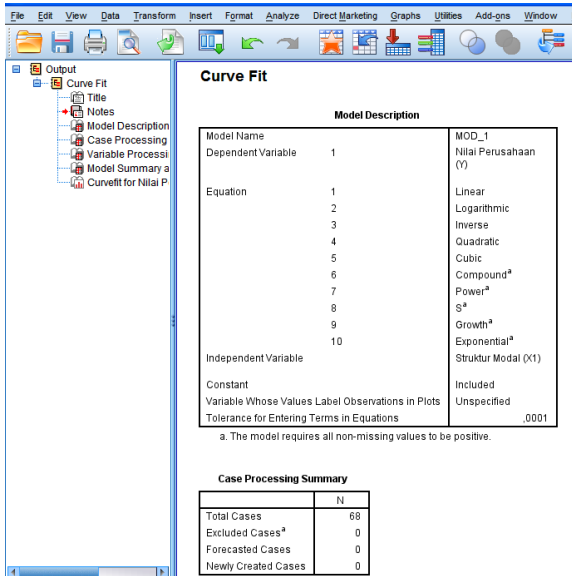 File Edit View Data Transform Insert Format Analyze Direct Marketing Graphs Utilities Add-ons Window
Output
Curve Fit
Title
Notes
Model Description
Case Processing
Variable Processi
Model Summary a
Curvefit for Nilai P
Curve Fit
Model Description
Model Name MOD_1
Dependent Variable 1 Nilai Perusahaan
(Y)
Equation 1 Linear
2 Logarithmic
3 Inverse
4 Quadratic
5 Cubic
6 Compound a
7 Power a
8 S a
9 Growth a
10 Exponential a
Independent Variable Struktur Modal (X1)
Constant Included
Variable Whose Values Label Observations in Plots Unspecified
Tolerance for Entering Terms in Equations ,0001
a. The model requires all non-missing values to be positive.
Case Processing Summary
N
Total Cases 68
Excluded Cases a 0
Forecasted Cases 0
Newly Created Cases 0